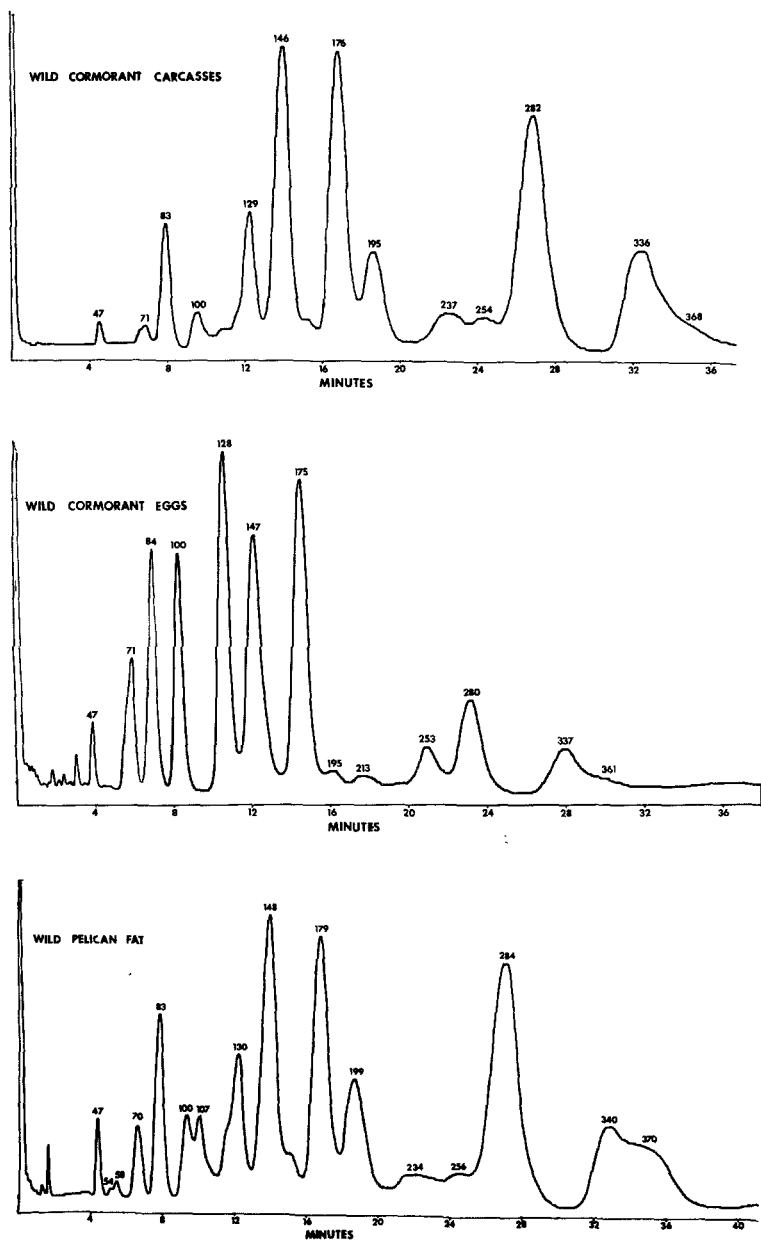 WILD CORMORANT CARCASSES
47 71 83 100 129 146 176 195 237 254 282 336 368
4 8 12 16 20 24 28 32 36
MINUTES
WILD CORMORANT EGGS
47 71 84 100 128 147 175 195 213 253 280 337 361
4 8 12 16 20 24 28 32 36
MINUTES
WILD PELICAN FAT
47 54 58 70 83 100 107 130 148 179 199 234 256 284 340 370
4 8 12 16 20 24 28 32 36 40
MINUTES